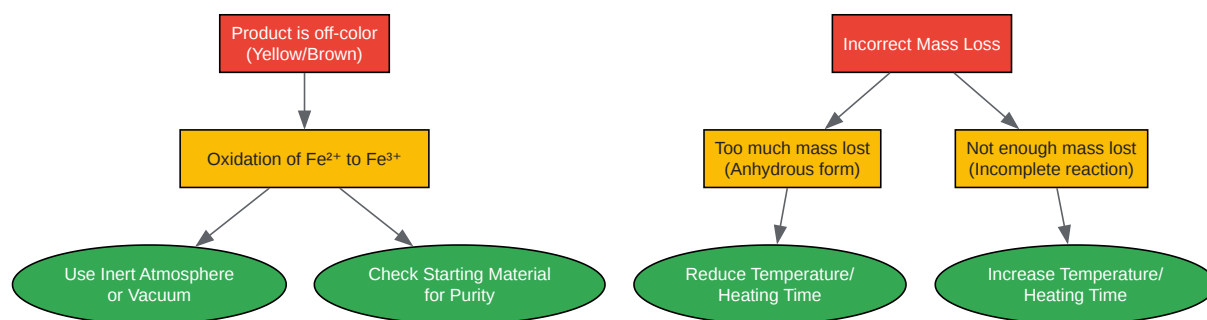 Product is off-color
(Yellow/Brown)
Incorrect Mass Loss
Oxidation of Fe²⁺ to Fe³⁺
Too much mass lost
(Anhydrous form)
Not enough mass lost
(Incomplete reaction)
Use Inert Atmosphere
or Vacuum
Check Starting Material
for Purity
Reduce Temperature/
Heating Time
Increase Temperature/
Heating Time